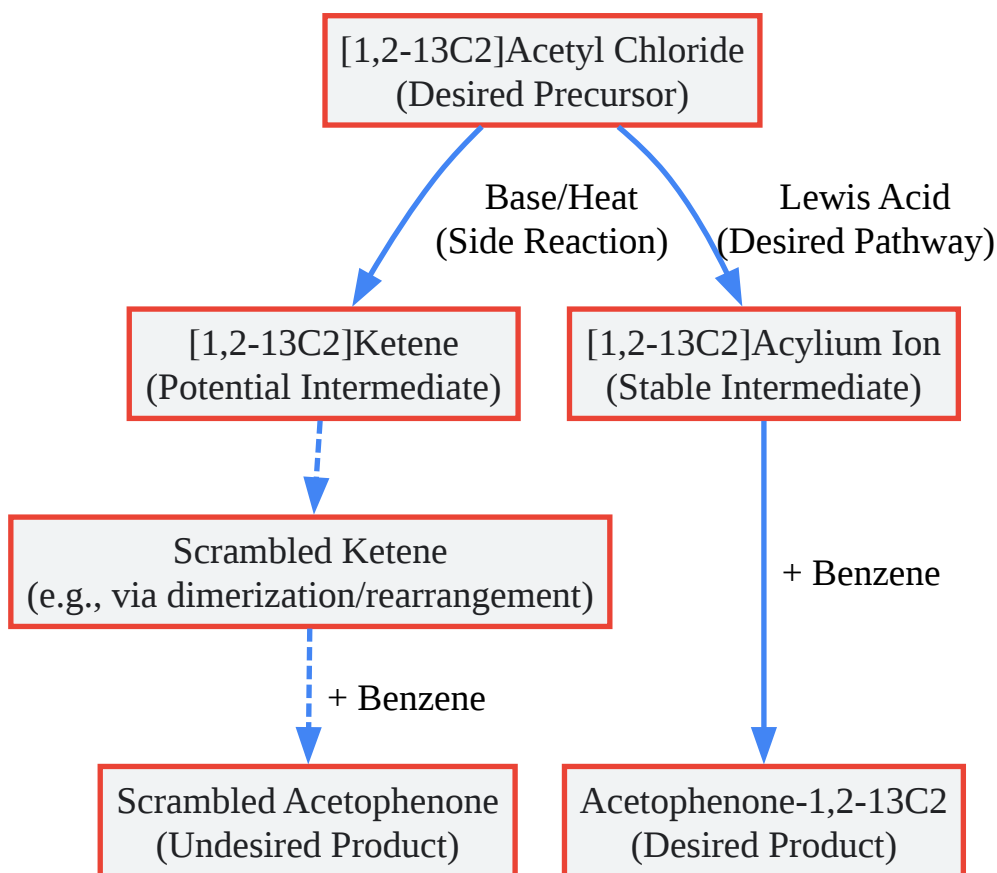 [1,2-13C2]Acetyl Chloride
(Desired Precursor)
Base/Heat
(Side Reaction)
Lewis Acid
(Desired Pathway)
[1,2-13C2]Ketene
(Potential Intermediate)
[1,2-13C2]Acylium Ion
(Stable Intermediate)
Scrambled Ketene
(e.g., via dimerization/rearrangement)
+ Benzene
+ Benzene
Scrambled Acetophenone
(Undesired Product)
Acetophenone-1,2-13C2
(Desired Product)